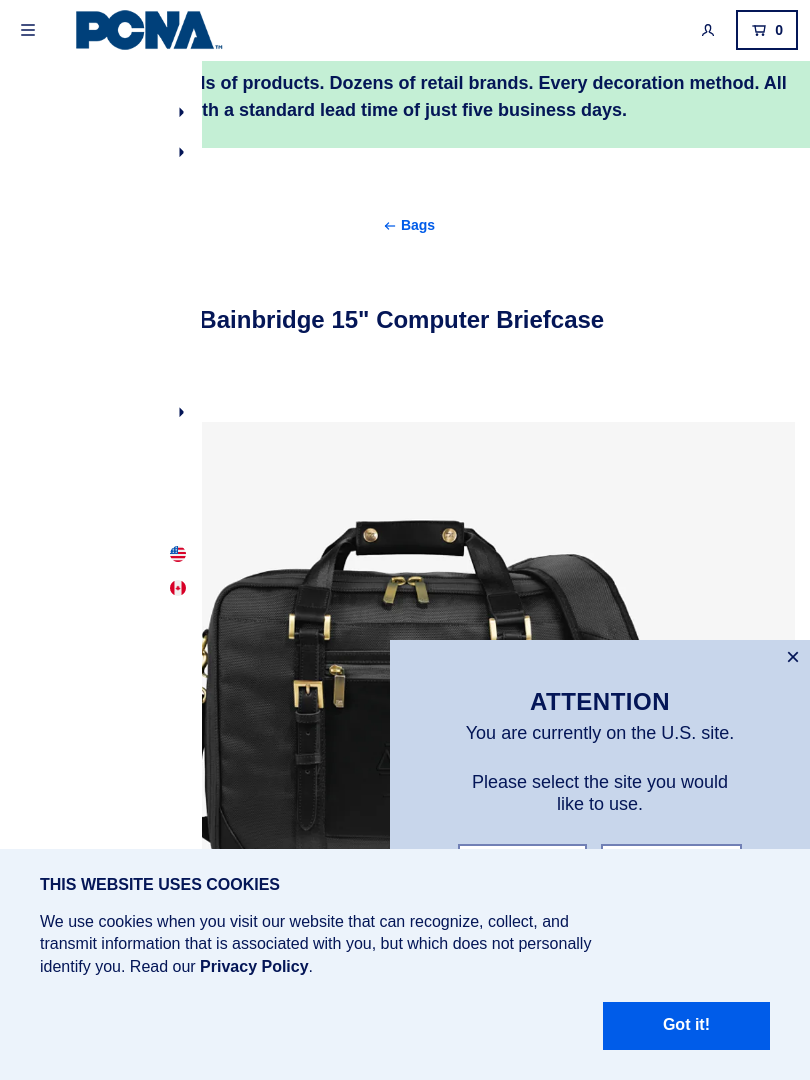 PCNA™
0
of products. Dozens of retail brands. Every decoration method. All
a standard lead time of just five business days.
← Bags
Bainbridge 15" Computer Briefcase
ATTENTION
You are currently on the U.S. site.
Please select the site you would
like to use.
THIS WEBSITE USES COOKIES
We use cookies when you visit our website that can recognize, collect, and
transmit information that is associated with you, but which does not personally
identify you. Read our Privacy Policy.
Got it!